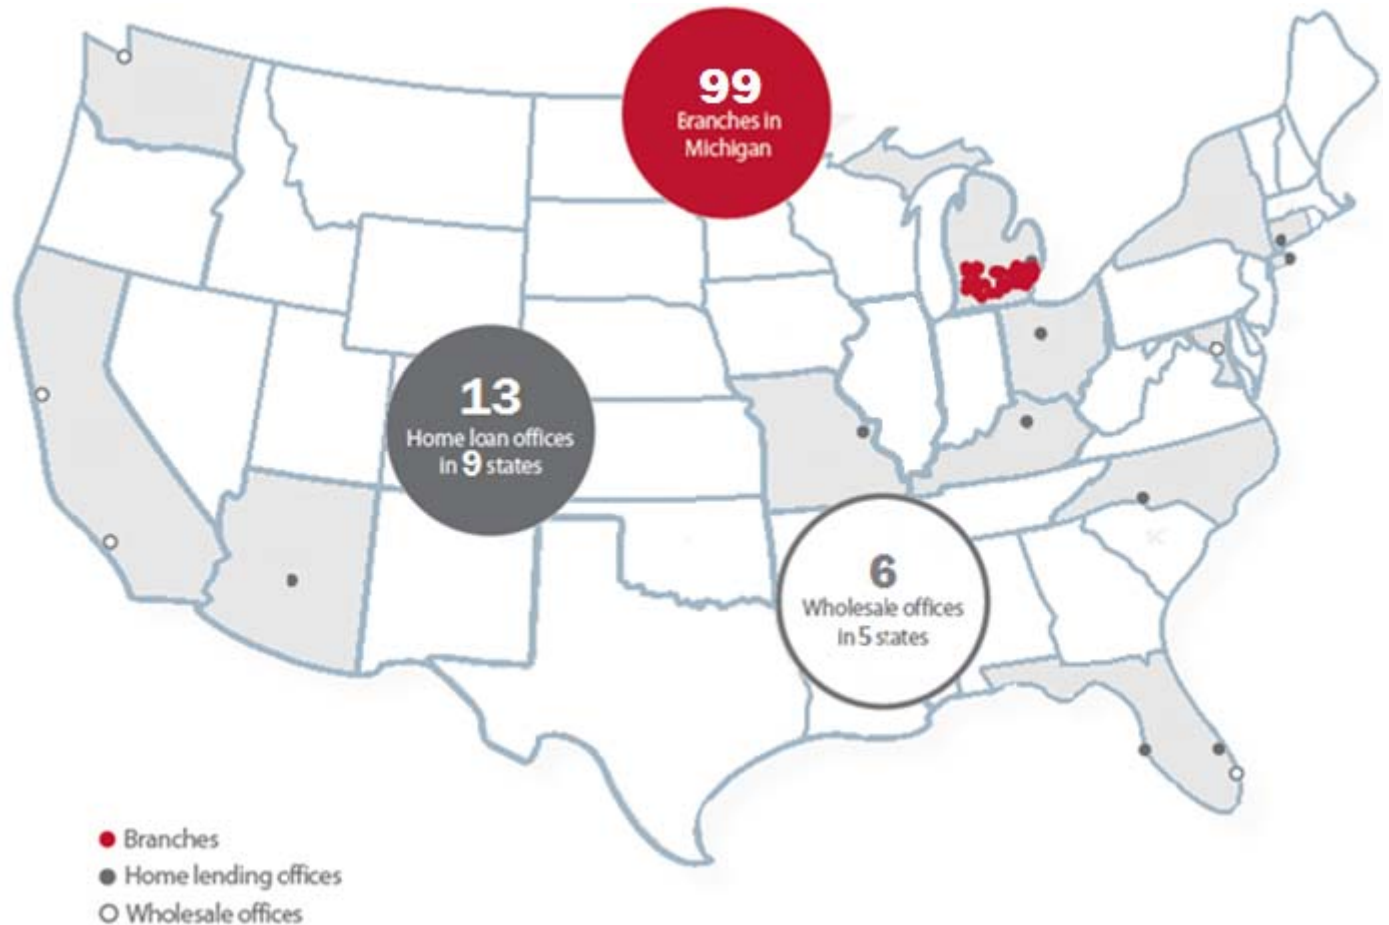 99
Branches in
Michigan
13
Home loan offices
in 9 states
6
Wholesale offices
in 5 states
SC
Branches
Home lending offices
Wholesale offices